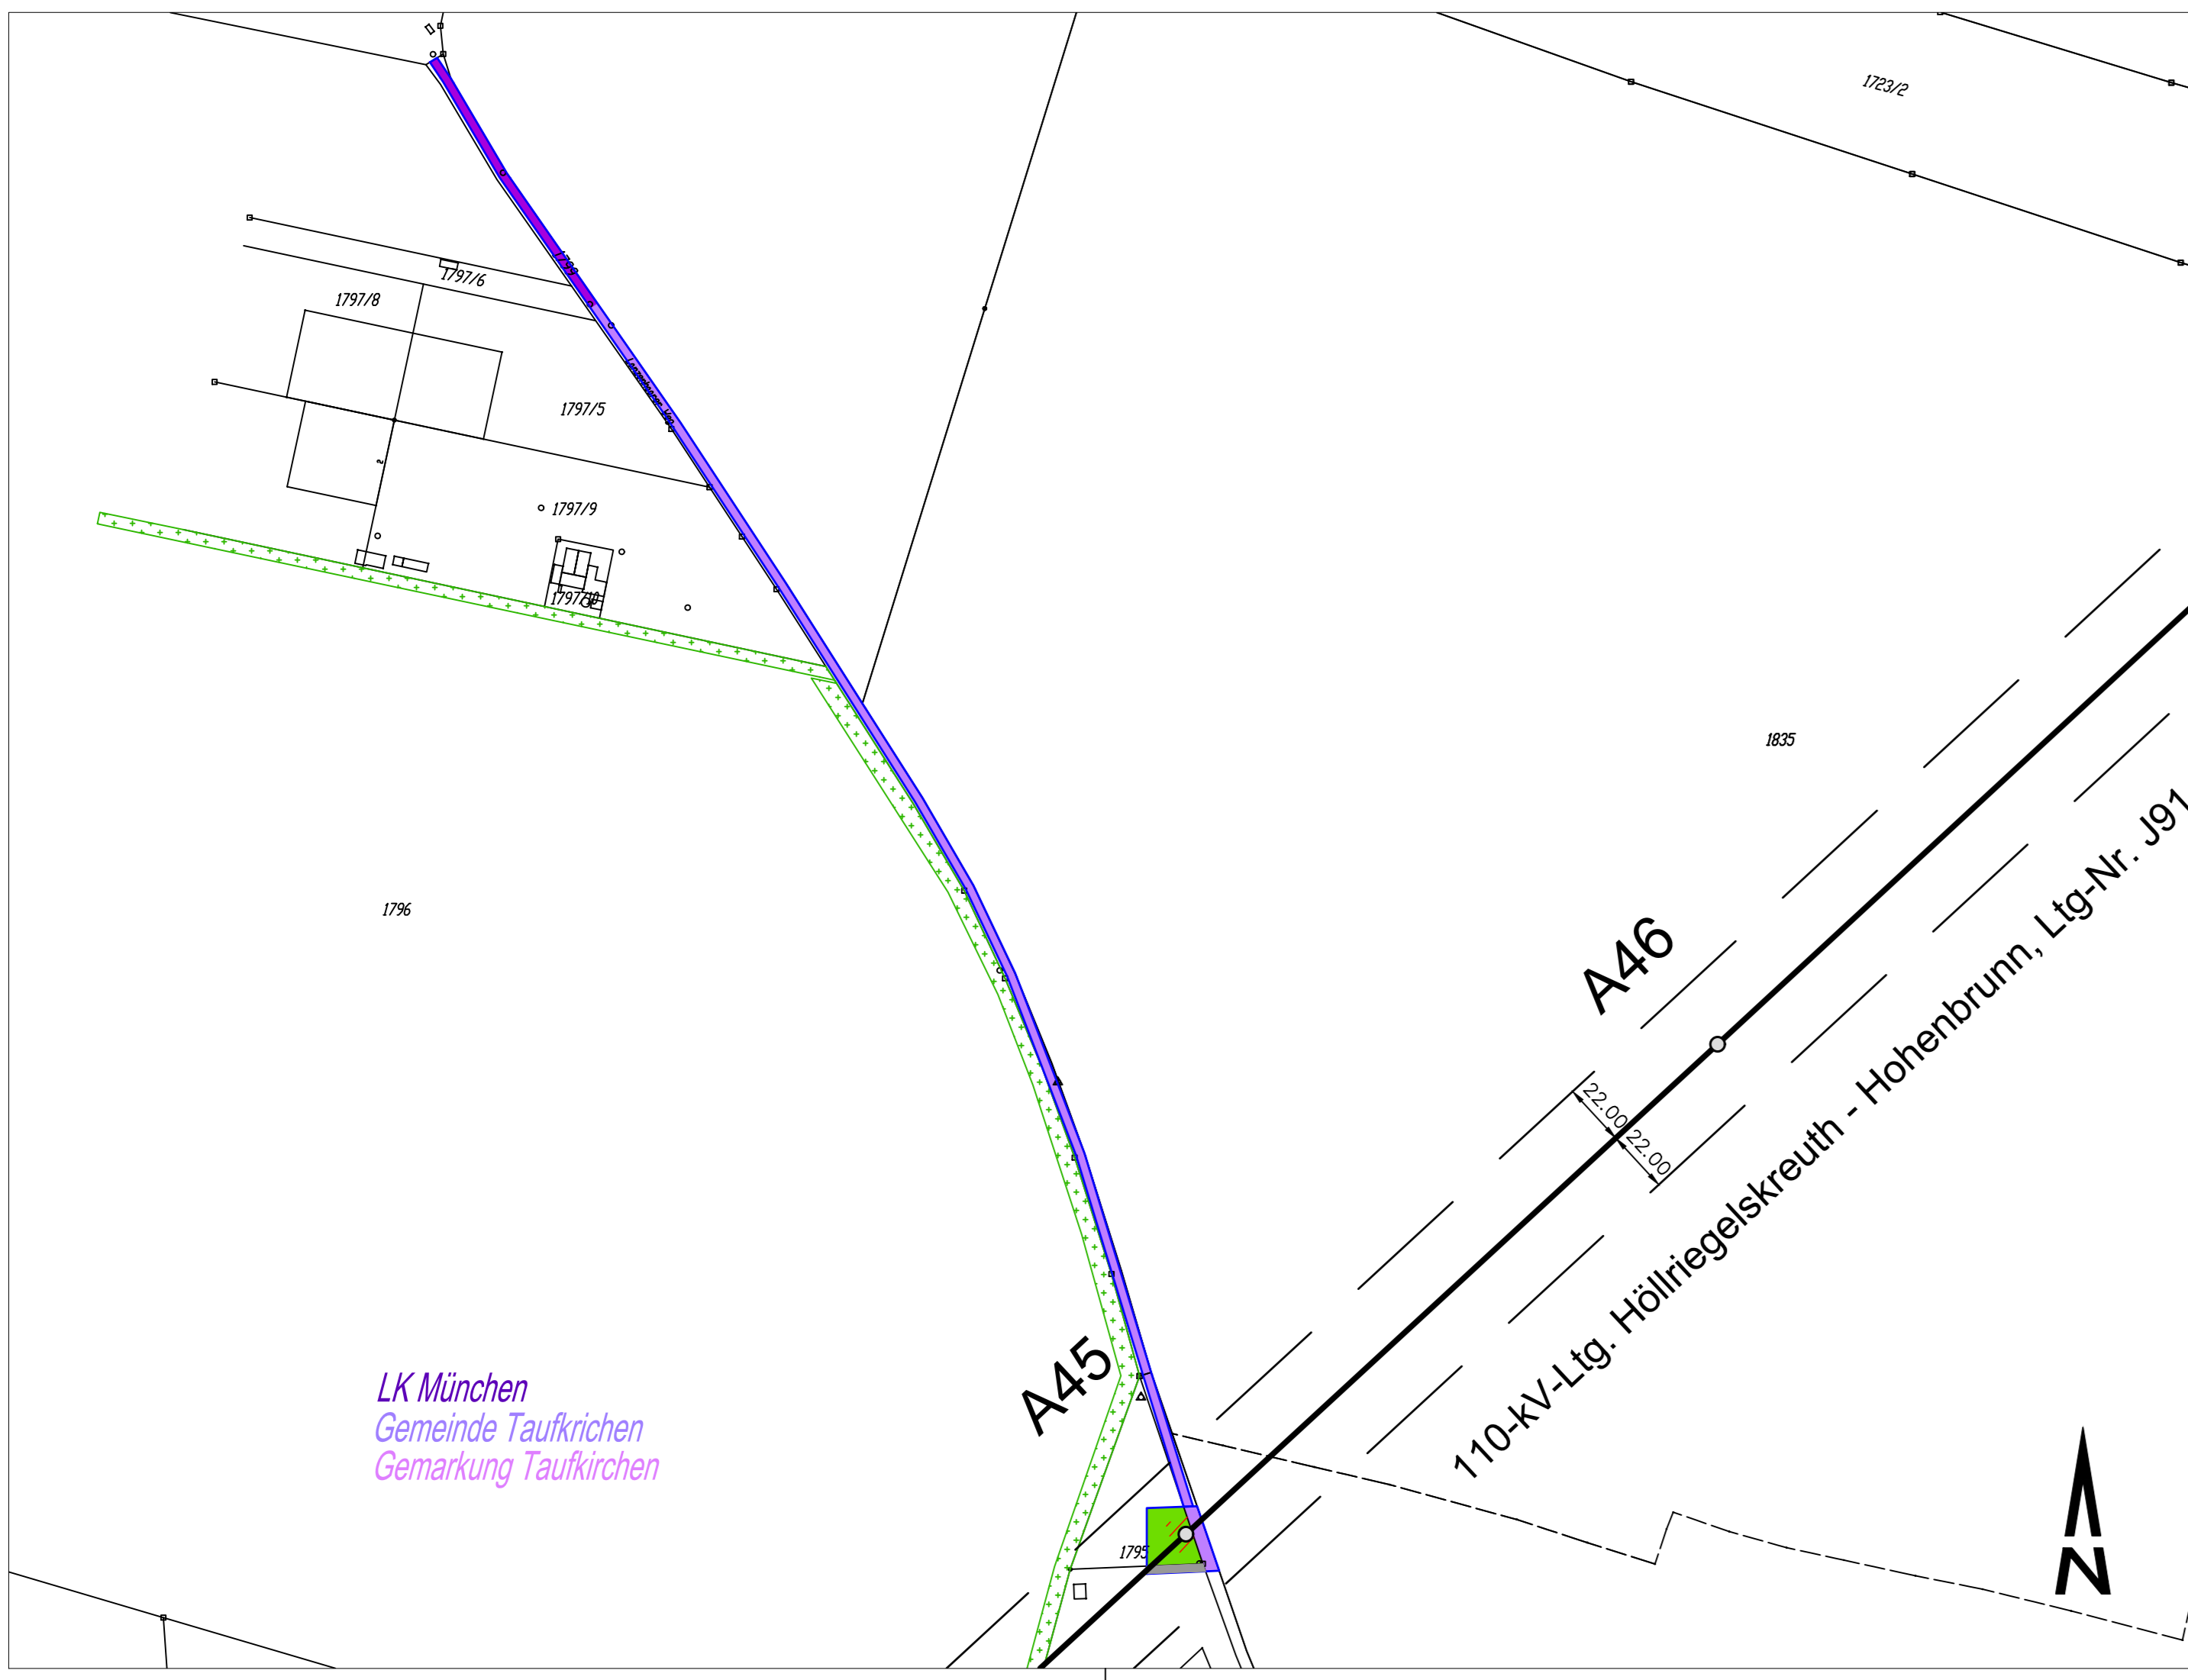 1723/2
1797/6
1797/8
1797/5
1797/9
1797/10
1835
1796
A46
22.00
22.00
110-kV-Ltg. Höllriegelskreuth - Hohenbrunn, Ltg-Nr. J91
A45
LK München
Gemeinde Taufkrichen
Gemarkung Taufkirchen
1795
N